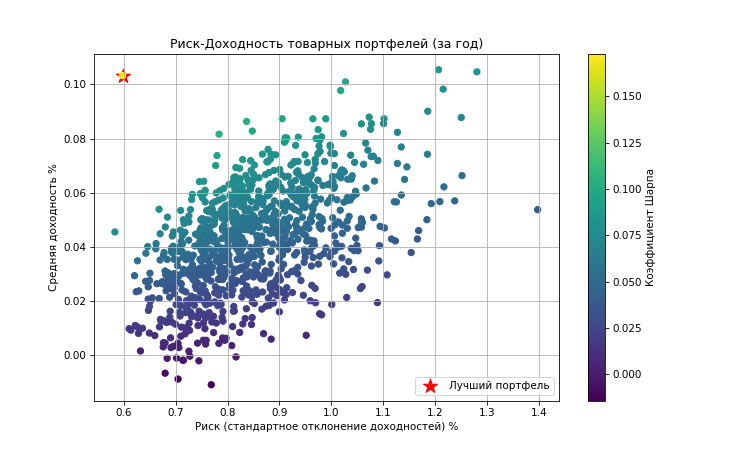 Риск-Доходность товарных портфелей (за год)
Средняя доходность %
0.10
0.08
0.06
0.04
0.02
0.00
0.6 0.7 0.8 0.9 1.0 1.1 1.2 1.3 1.4
Риск (стандартное отклонение доходностей) %
Лучший портфель
0.150
0.125
0.100
0.075
0.050
0.025
0.000
Коэффициент Шарпа